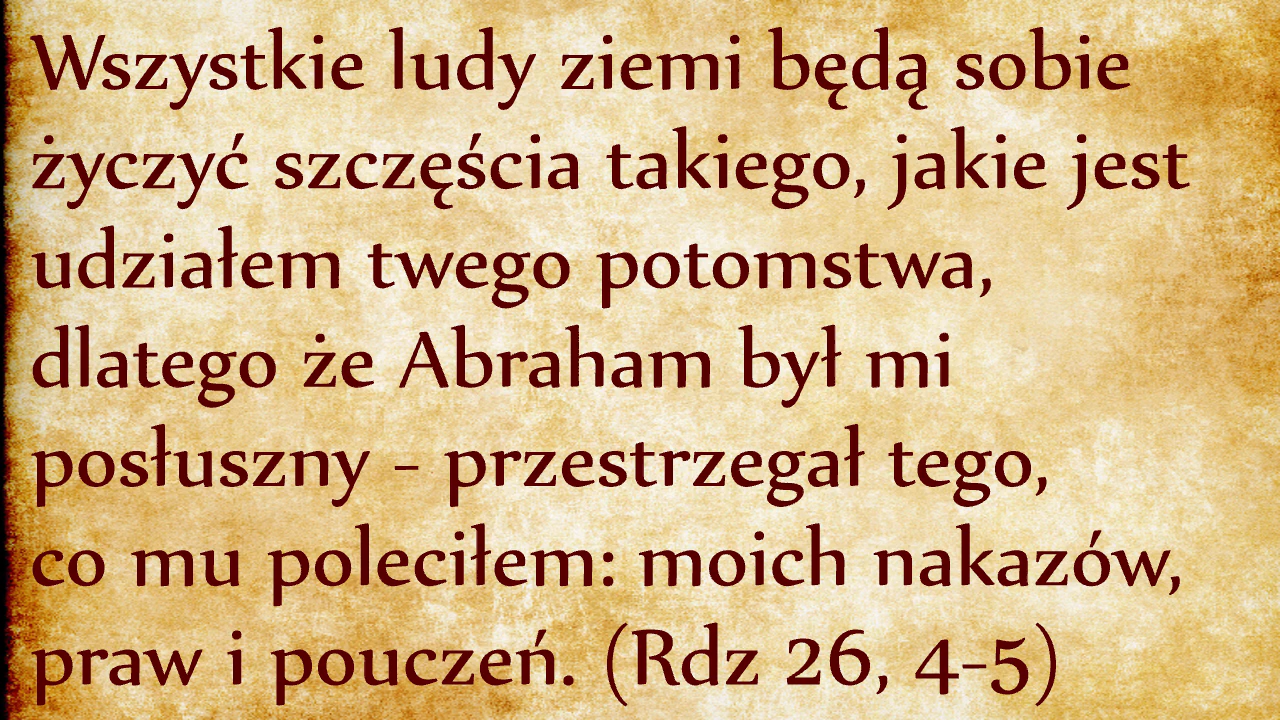 Wszystkie ludy ziemi będą sobie
życzyć szczęścia takiego, jakie jest
udziałem twego potomstwa,
dlatego że Abraham był mi
posłuszny - przestrzegał tego,
co mu poleciłem: moich nakazów,
praw i pouczeń. (Rdz 26, 4-5)